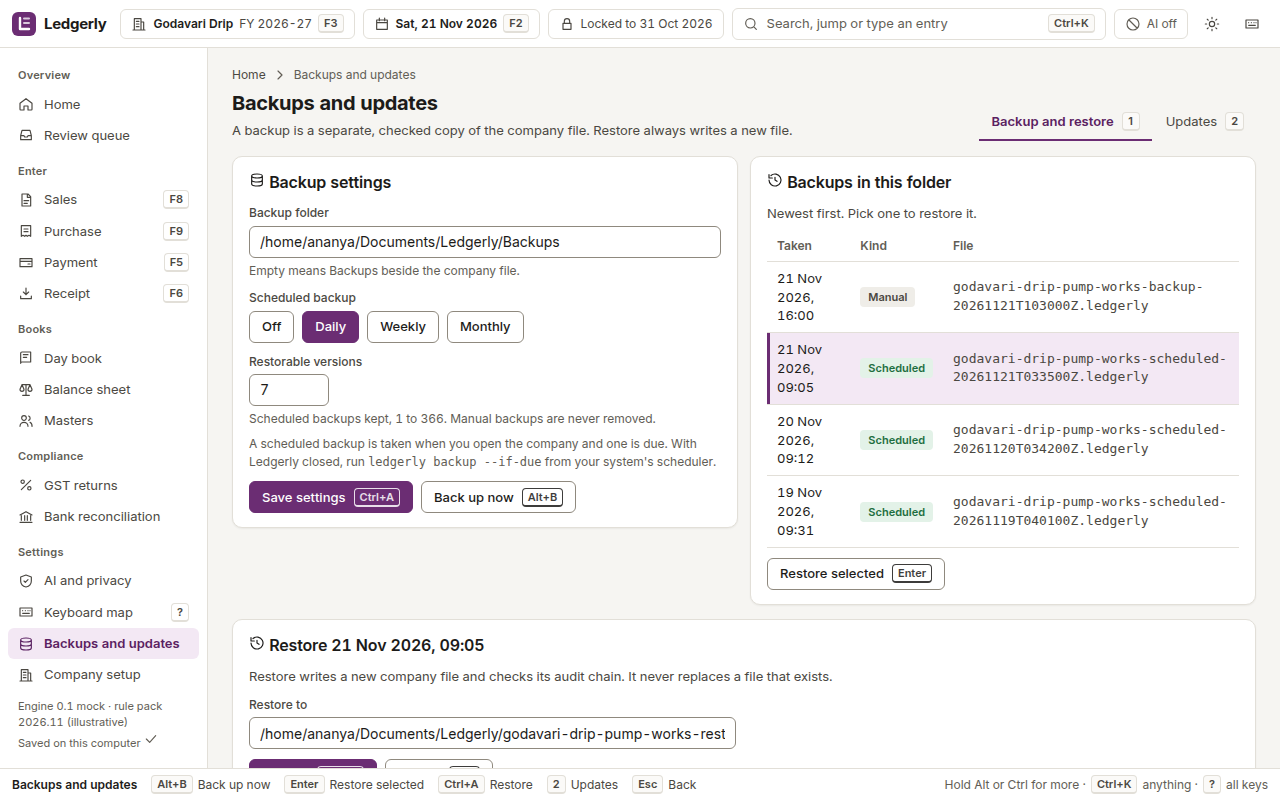 Ledgerly
Godavari Drip FY 2026-27 F3
Sat, 21 Nov 2026 F2
Locked to 31 Oct 2026
Search, jump or type an entry Ctrl+K
AI off
Overview
Home
Review queue
Enter
Sales F8
Purchase F9
Payment F5
Receipt F6
Books
Day book
Balance sheet
Masters
Compliance
GST returns
Bank reconciliation
Settings
AI and privacy
Keyboard map ?
Backups and updates
Company setup
Engine 0.1 mock · rule pack
2026.11 (illustrative)
Saved on this computer
Home > Backups and updates
Backups and updates
A backup is a separate, checked copy of the company file. Restore always writes a new file.
Backup and restore 1
Updates 2
Backup settings
Backup folder
/home/ananya/Documents/Ledgerly/Backups
Empty means Backups beside the company file.
Scheduled backup
Off Daily Weekly Monthly
Restorable versions
7
Scheduled backups kept, 1 to 366. Manual backups are never removed.
A scheduled backup is taken when you open the company and one is due. With
Ledgerly closed, run ledgerly backup --if-due from your system's scheduler.
Save settings Ctrl+A Back up now Alt+B
Backups in this folder
Newest first. Pick one to restore it.
Taken Kind File
21 Nov
2026,
16:00
Manual
godavari-drip-pump-works-backup-
20261121T103000Z.ledgerly
21 Nov
2026,
09:05
Scheduled
godavari-drip-pump-works-scheduled-
20261121T033500Z.ledgerly
20 Nov
2026,
09:12
Scheduled
godavari-drip-pump-works-scheduled-
20261120T034200Z.ledgerly
19 Nov
2026,
09:31
Scheduled
godavari-drip-pump-works-scheduled-
20261119T040100Z.ledgerly
Restore selected Enter
Restore 21 Nov 2026, 09:05
Restore writes a new company file and checks its audit chain. It never replaces a file that exists.
Restore to
/home/ananya/Documents/Ledgerly/godavari-drip-pump-works-rest
Backups and updates Alt+B Back up now Enter Restore selected Ctrl+A Restore 2 Updates Esc Back
Hold Alt or Ctrl for more · Ctrl+K anything · ? all keys